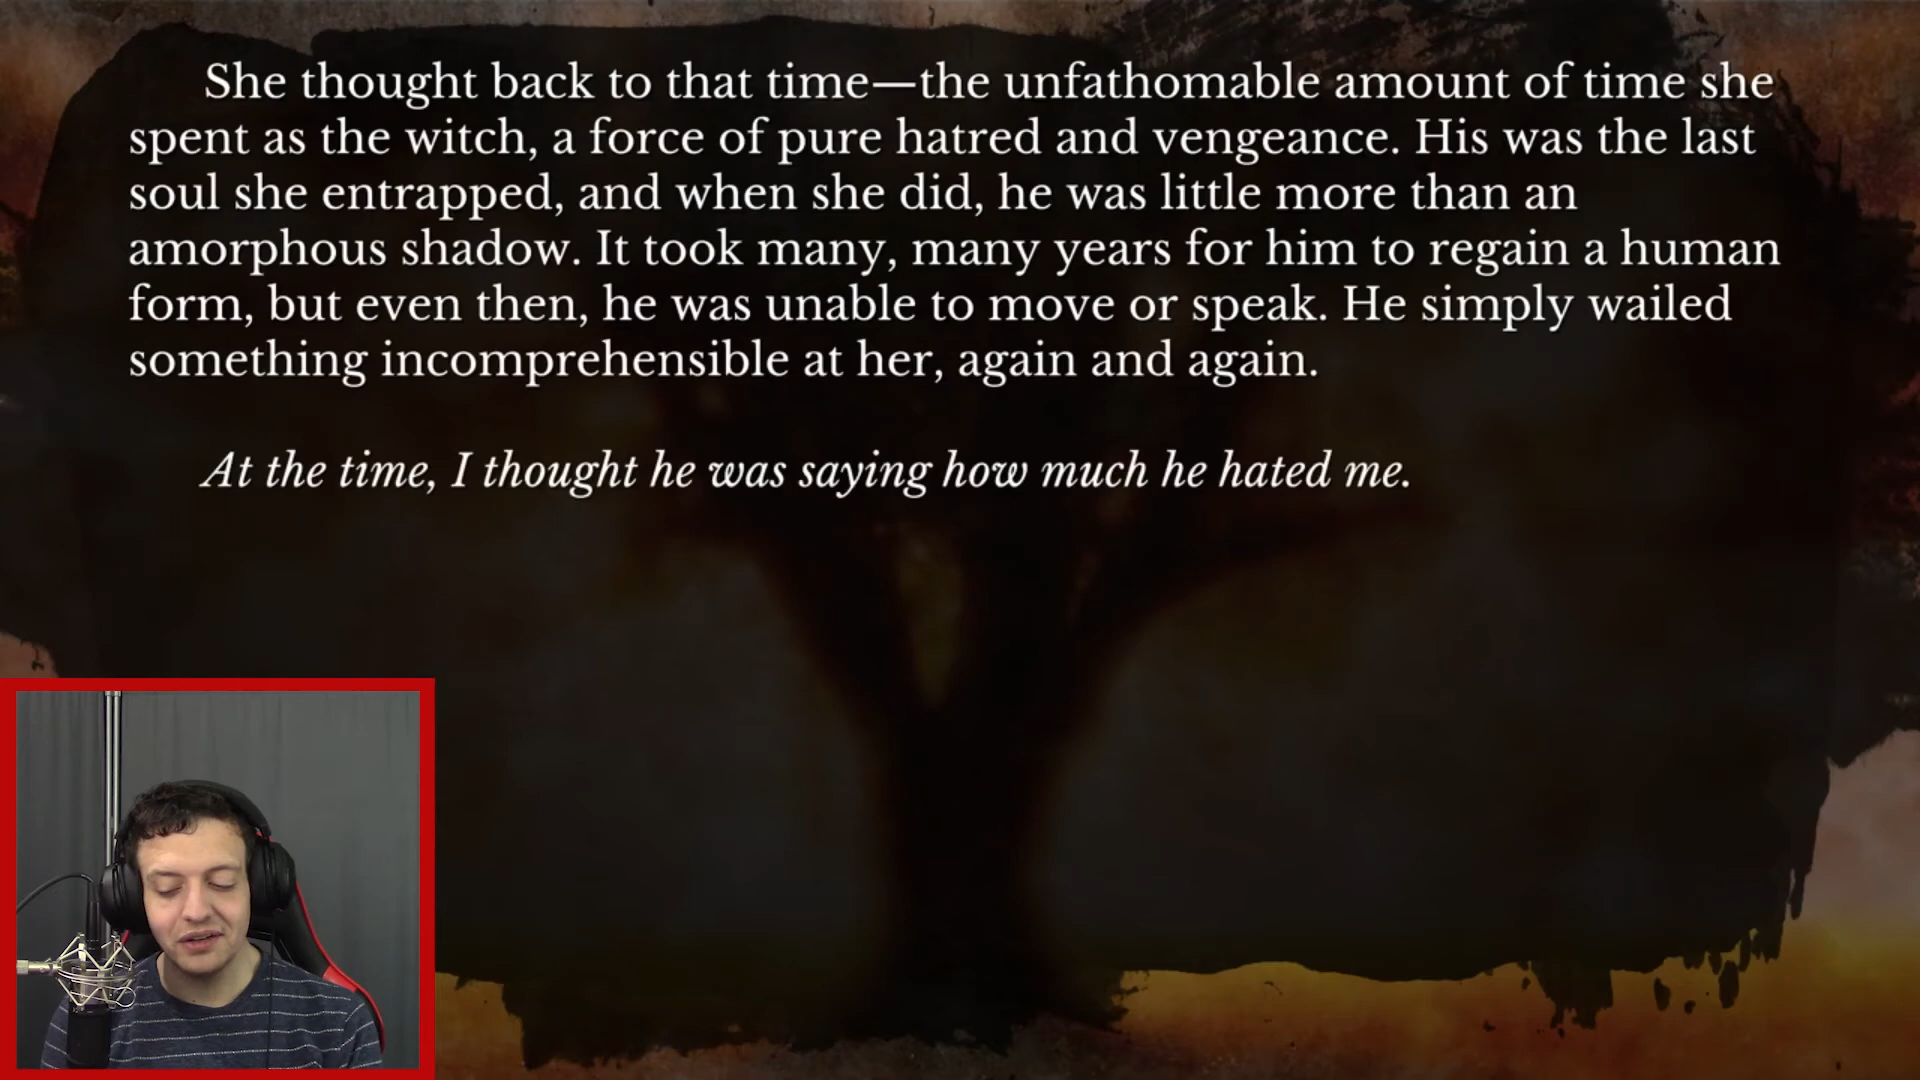 She thought back to that time—the unfathomable amount of time she
spent as the witch, a force of pure hatred and vengeance. His was the last
soul she entrapped, and when she did, he was little more than an
amorphous shadow. It took many, many years for him to regain a human
form, but even then, he was unable to move or speak. He simply wailed
something incomprehensible at her, again and again.
At the time, I thought he was saying how much he hated me.